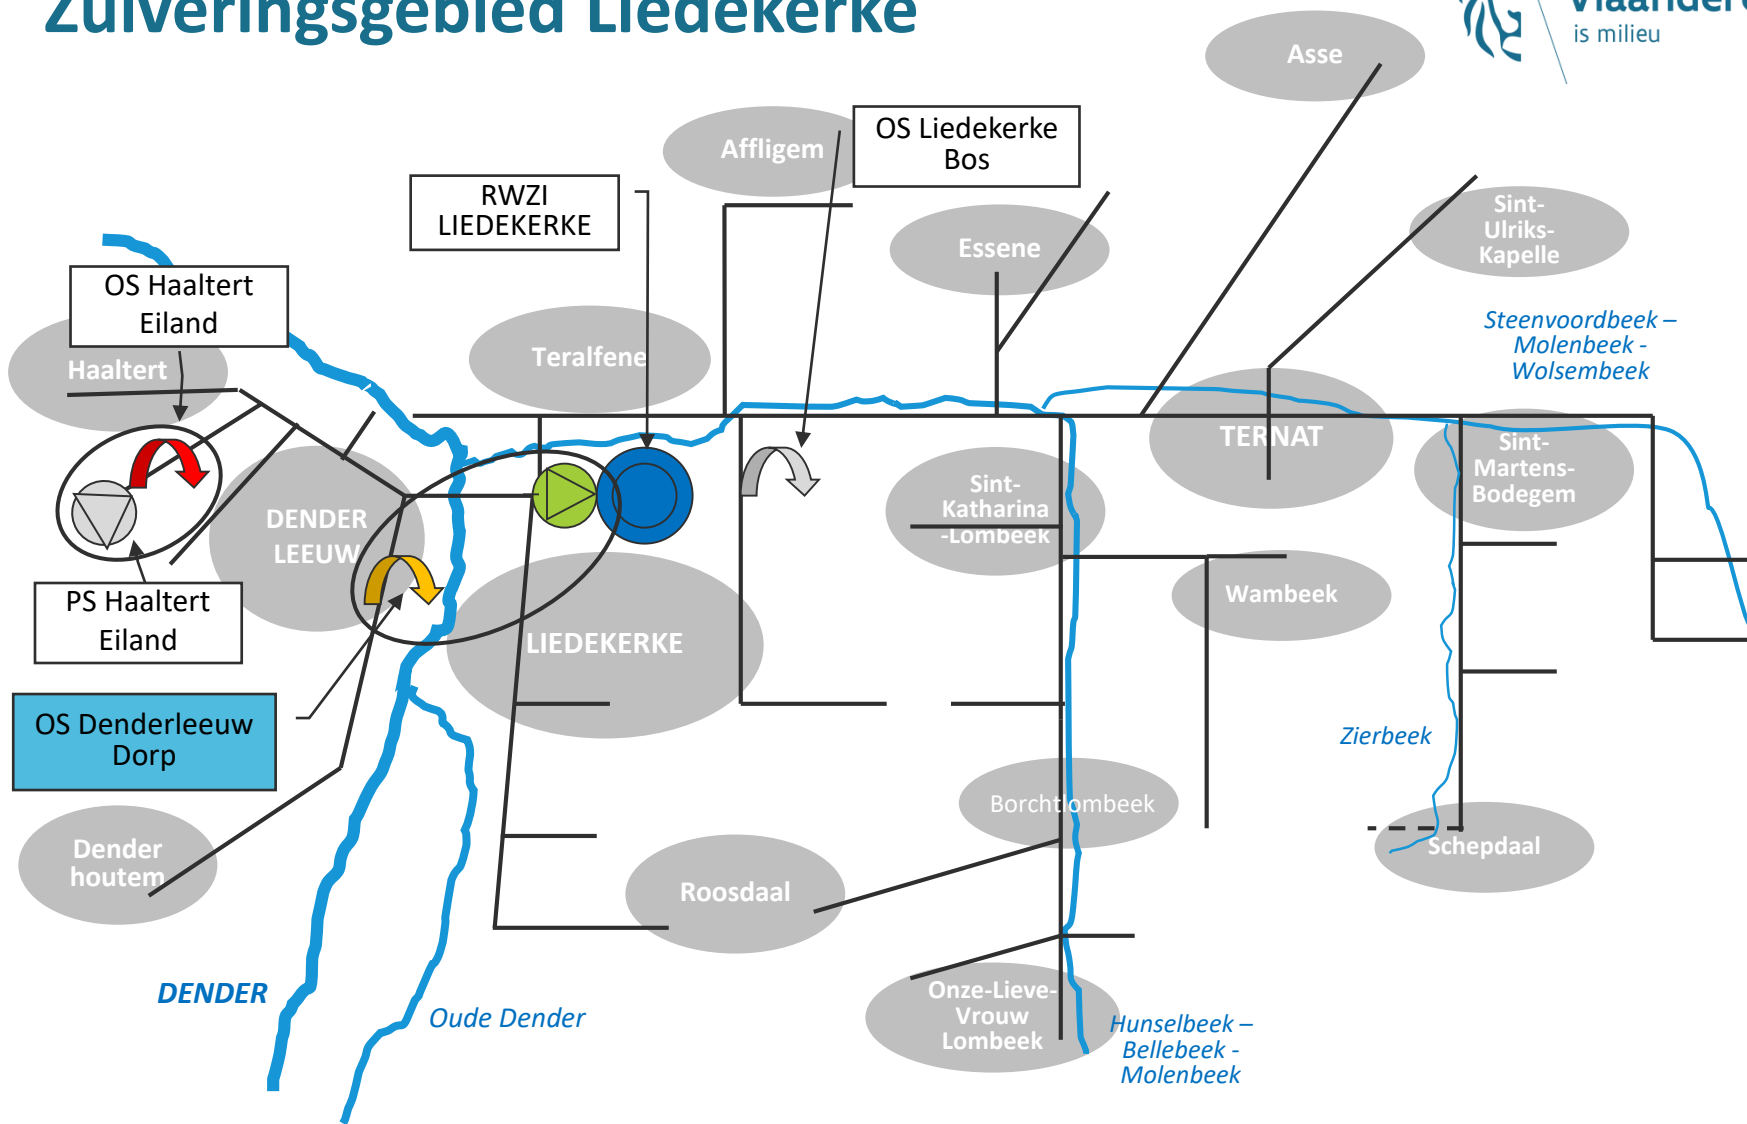 Zuiveringsgebied Liedekerke
is milieu
Asse
OS Liedekerke
Bos
Affligem
RWZI
LIEDEKERKE
Sint-
Ulriks-
Kapelle
Essene
OS Haaltert
Eiland
Steenvoordbeek –
Molenbeek -
Wolsembeek
Teralfene
Haaltert
TERNAT
Sint-
Martens-
Bodegem
Sint-
Katharina
-Lombeek
DENDER
LEEUW
PS Haaltert
Eiland
Wambeek
LIEDEKERKE
OS Denderleeuw
Dorp
Zierbeek
Borchtlombeek
Dender
houtem
Schepdaal
Roosdaal
DENDER
Oude Dender
Onze-Lieve-
Vrouw
Lombeek
Hunselbeek –
Bellebeek -
Molenbeek